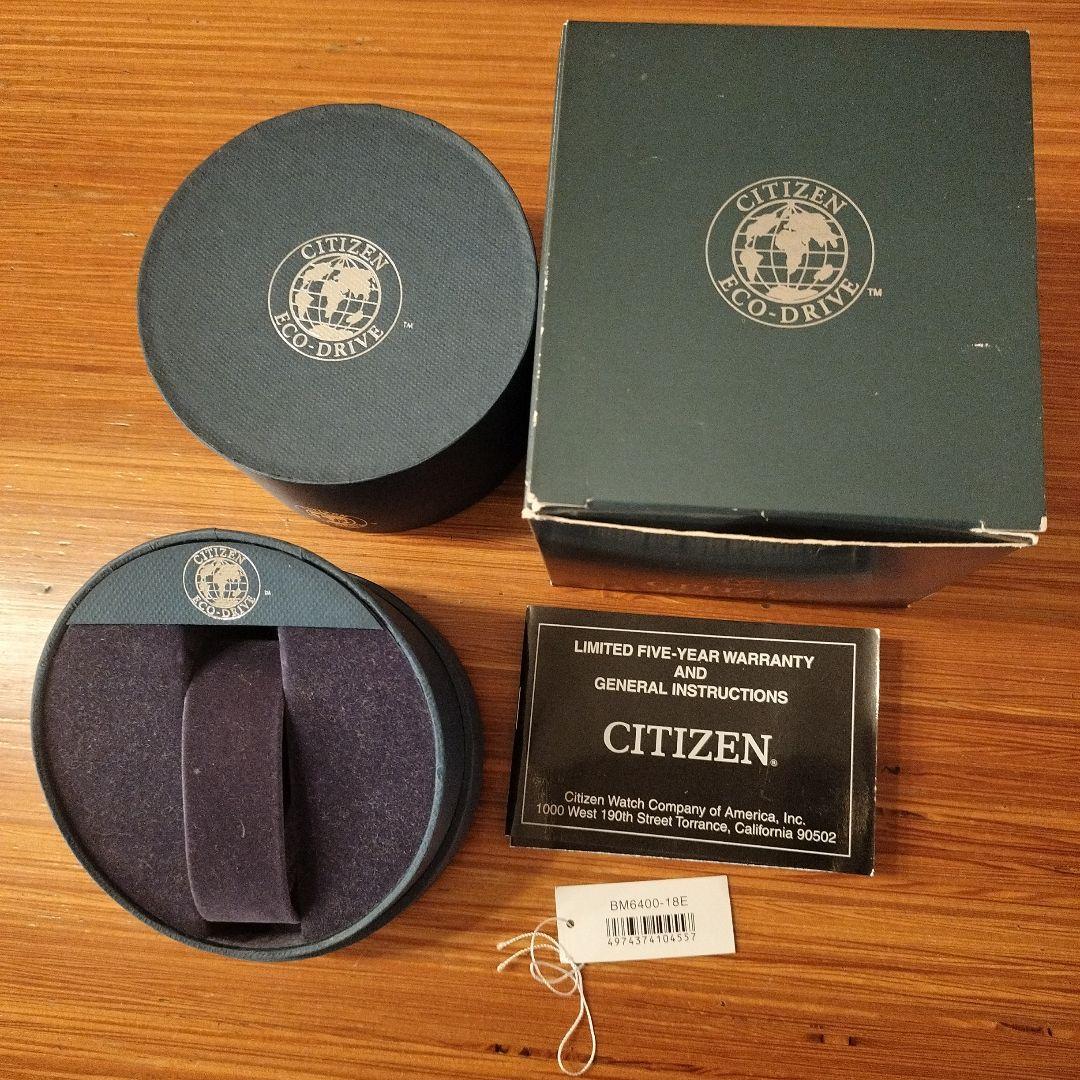 CITIZEN
ECO-DRIVE
TM
CITIZEN
ECO-DRIVE
TM
CITIZEN
ECO-DRIVE
TM
LIMITED FIVE-YEAR WARRANTY
AND
GENERAL INSTRUCTIONS
CITIZEN®
Citizen Watch Company of America, Inc.
1000 West 190th Street Torrance, California 90502
BM6400-18E
4974374104557